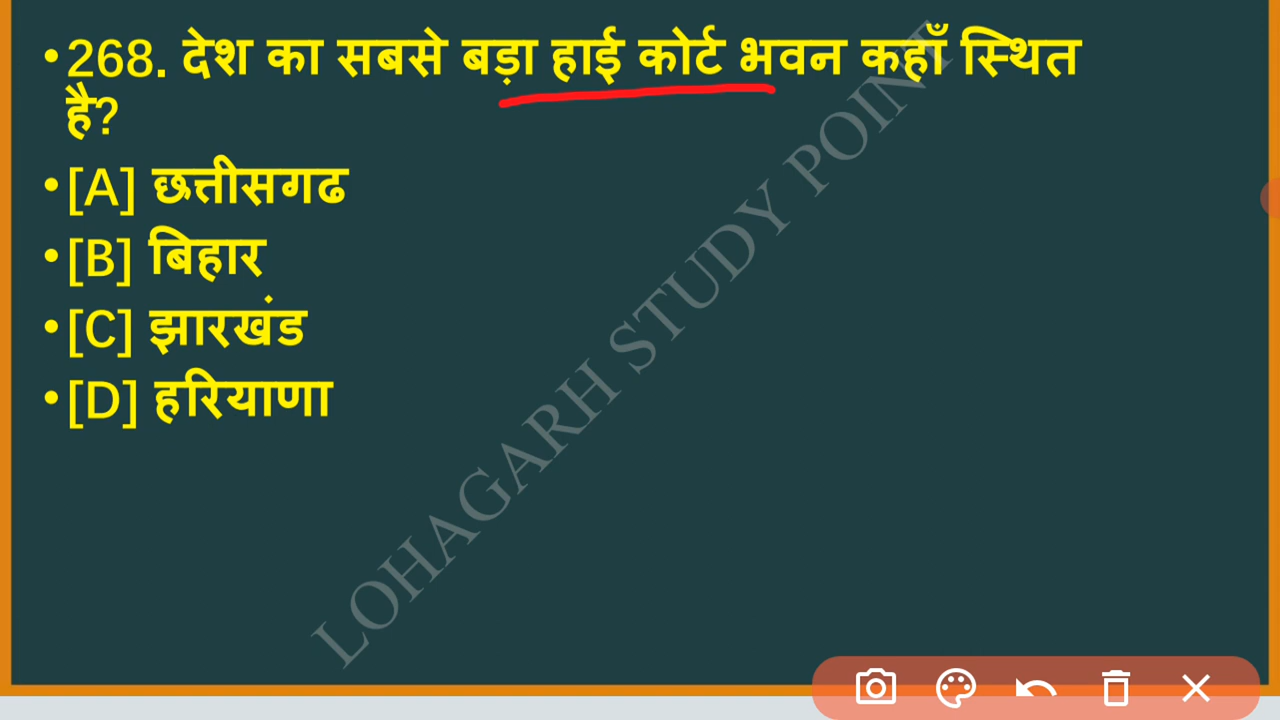 •268. देश का सबसे बड़ा हाई कोर्ट भवन कहाँ स्थित
है?
•[A] छत्तीसगढ
•[B] बिहार
•[C] झारखंड
•[D] हरियाणा
LOHAGARH STUDY POINT